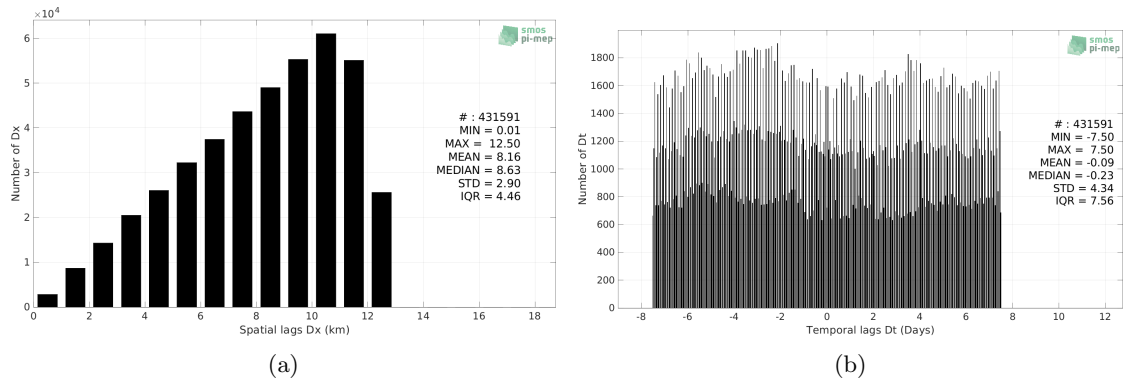 ×10⁴
6
5
4
3
2
1
0
Number of Dx
0 2 4 6 8 10 12 14 16 18
Spatial lags Dx (km)
smos
pi-mep
# : 431591
MIN = 0.01
MAX = 12.50
MEAN = 8.16
MEDIAN = 8.63
STD = 2.90
IQR = 4.46
(a)
1800
1600
1400
1200
1000
800
600
400
200
0
Number of Dt
-8 -6 -4 -2 0 2 4 6 8 10 12
Temporal lags Dt (Days)
smos
pi-mep
# : 431591
MIN = -7.50
MAX = 7.50
MEAN = -0.09
MEDIAN = -0.23
STD = 4.34
IQR = 7.56
(b)